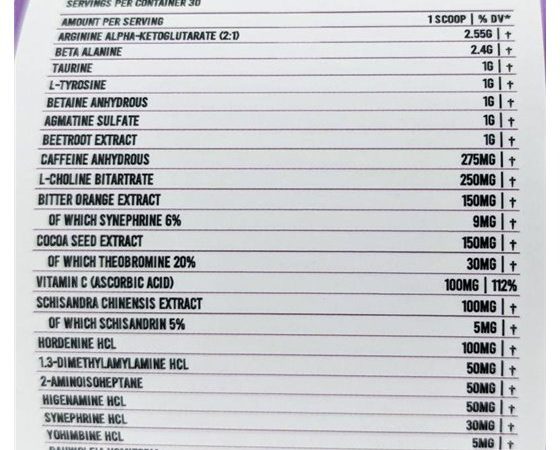 SERVINGS PER CONTAINER 30
AMOUNT PER SERVING 1 SCOOP | % DV*
ARGININE ALPHA-KETOGLUTARATE (2:1) 2.55G | †
BETA ALANINE 2.4G | †
TAURINE 1G | †
L-TYROSINE 1G | †
BETAINE ANHYDROUS 1G | †
AGMATINE SULFATE 1G | †
BEETROOT EXTRACT 1G | †
CAFFEINE ANHYDROUS 275MG | †
L-CHOLINE BITARTRATE 250MG | †
BITTER ORANGE EXTRACT 150MG | †
OF WHICH SYNEPHRINE 6% 9MG | †
COCOA SEED EXTRACT 150MG | †
OF WHICH THEOBROMINE 20% 30MG | †
VITAMIN C (ASCORBIC ACID) 100MG | 112%
SCHISANDRA CHINENSIS EXTRACT 100MG | †
OF WHICH SCHISANDRIN 5% 5MG | †
HORDENINE HCL 100MG | †
1.3-DIMETHYLAMYLAMINE HCL 50MG | †
2-AMINOISOHEPTANE 50MG | †
HIGENAMINE HCL 50MG | †
SYNEPHRINE HCL 30MG | †
YOHIMBINE HCL 5MG | †